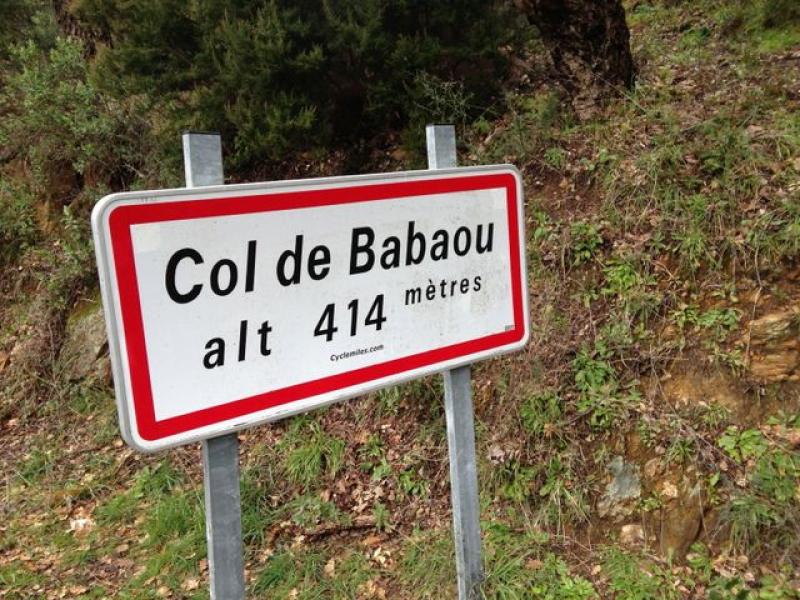 Col de Babaou
alt 414 mètres
Cyclemiles.com